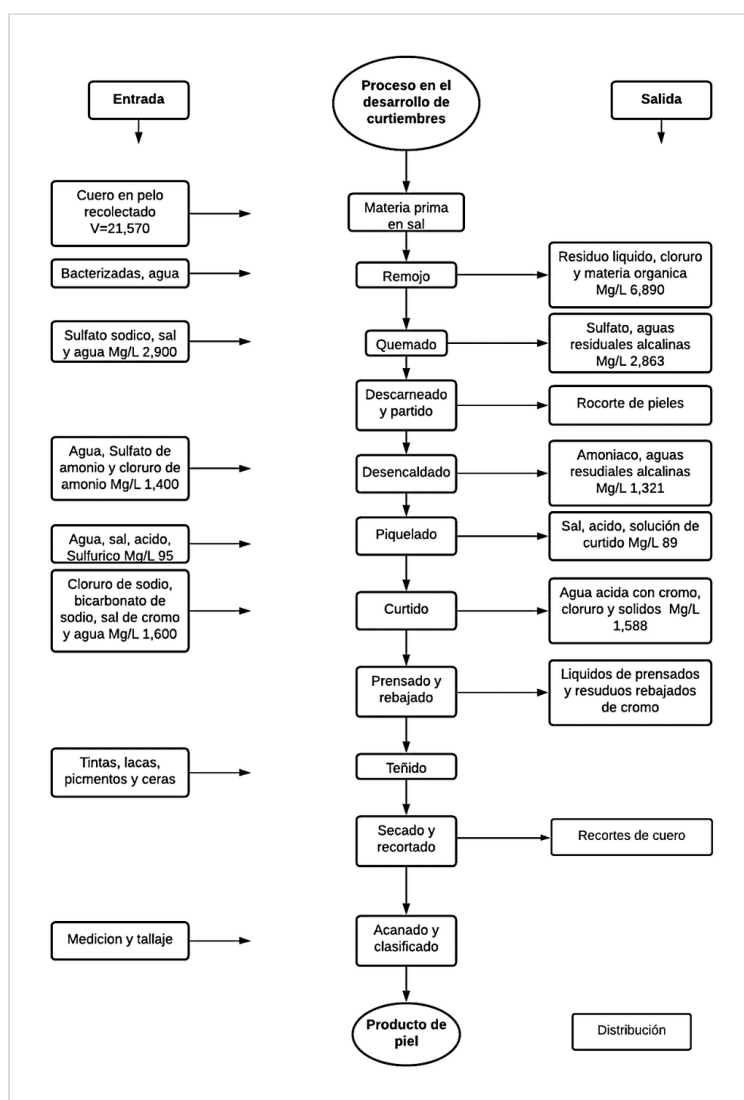 Entrada
Proceso en el
desarrollo de
curtiembres
Salida
Cuero en pelo
recolectado
V=21,570
Materia prima
en sal
Bacterizadas, agua
Remojo
Residuo liquido, cloruro
y materia organica
Mg/L 6,890
Sulfato sodico, sal
y agua Mg/L 2,900
Quemado
Sulfato, aguas
residuales alcalinas
Mg/L 2,863
Descarneado
y partido
Rocorte de pieles
Agua, Sulfato de
amonio y cloruro de
amonio Mg/L 1,400
Desencaldado
Amoniaco, aguas
resudiales alcalinas
Mg/L 1,321
Agua, sal, acido,
Sulfurico Mg/L 95
Piquelado
Sal, acido, solución de
curtido Mg/L 89
Cloruro de sodio,
bicarbonato de
sodio, sal de cromo
y agua Mg/L 1,600
Curtido
Agua acida con cromo,
cloruro y solidos Mg/L
1,588
Prensado y
rebajado
Liquidos de prensados
y resuduos rebajados
de cromo
Tintas, lacas,
picmentos y ceras
Teñido
Secado y
recortado
Recortes de cuero
Medicion y tallaje
Acanado y
clasificado
Producto de
piel
Distribución